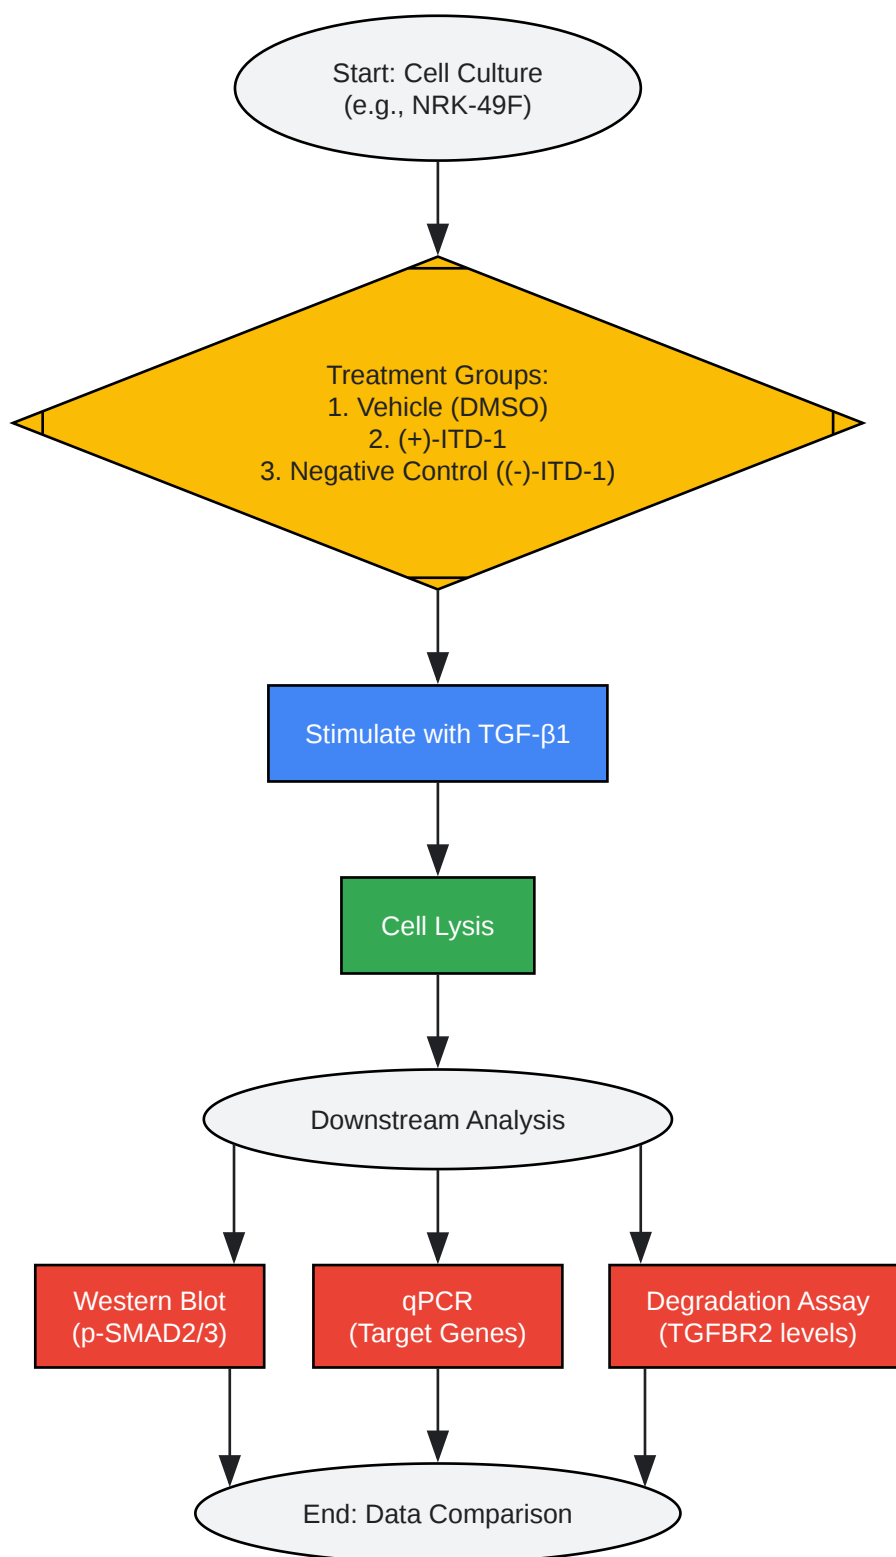 Start: Cell Culture
(e.g., NRK-49F)
Treatment Groups:
1. Vehicle (DMSO)
2. (+)-ITD-1
3. Negative Control ((-)-ITD-1)
Stimulate with TGF-β1
Cell Lysis
Downstream Analysis
Western Blot
(p-SMAD2/3)
qPCR
(Target Genes)
Degradation Assay
(TGFBR2 levels)
End: Data Comparison